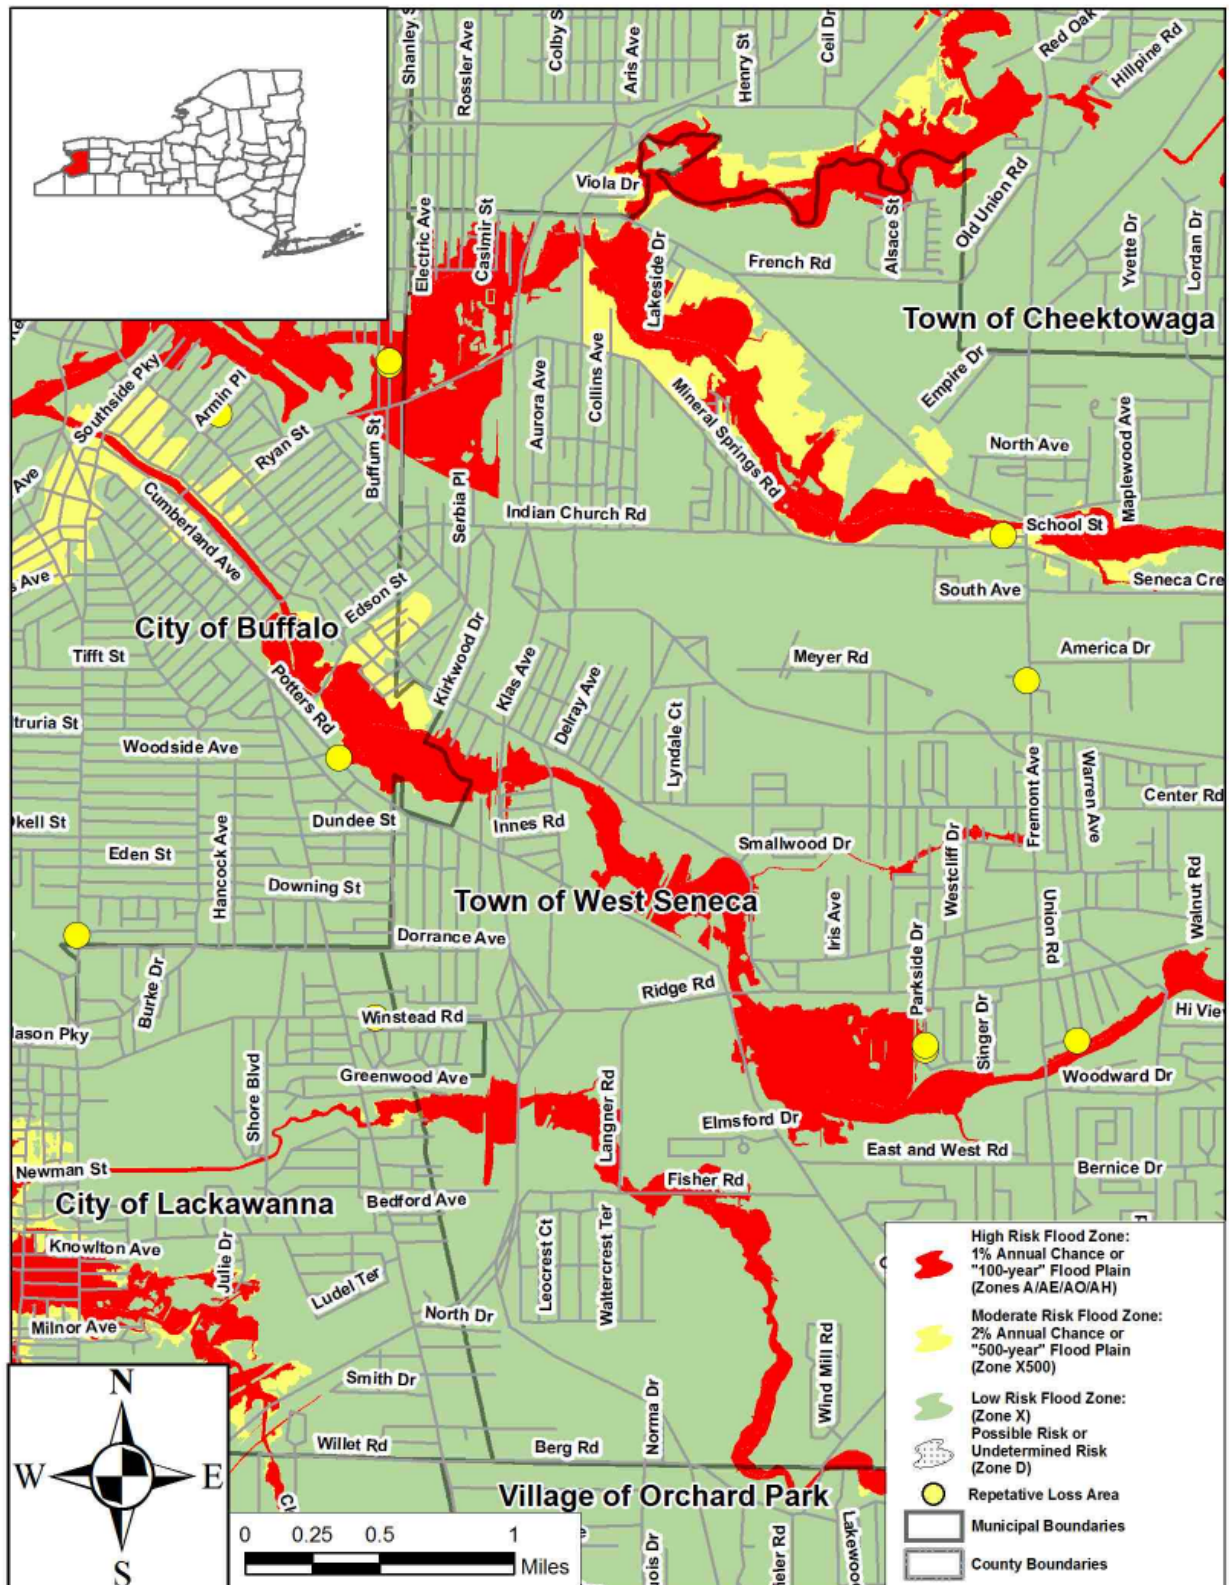 Shanley S
Rossler Ave
Colby S
Aris Ave
Henry St
Ceil Dr
Red Oak
Hillpine Rd
Viola Dr
Electric Ave
Casimir St
Lakeside Dr
French Rd
Alsace St
Old Union Rd
Yvette Dr
Lordan Dr
Town of Cheektowaga
Southside Pky
Armin Pl
Ryan St
Buffum St
Aurora Ave
Collins Ave
Mineral Springs Rd
Empire Dr
North Ave
Maplewood Ave
Ave
Cumberland Ave
Serbia Pl
Indian Church Rd
School St
s Ave
Edson St
South Ave
Seneca Cre
City of Buffalo
Tifft St
Potters Rd
Kirkwood Dr
Klas Ave
Delray Ave
Meyer Rd
America Dr
truria St
Woodside Ave
Lyndale Ct
Fremont Ave
Warren Ave
Center Rd
kell St
Dundee St
Innes Rd
Eden St
Hancock Ave
Smallwood Dr
Westcliff Dr
Downing St
Town of West Seneca
Iris Ave
Union Rd
Walnut Rd
Dorrance Ave
Burke Dr
Ridge Rd
Parkside Dr
Winstead Rd
Singer Dr
Hi Vie
ason Pky
Shore Blvd
Greenwood Ave
Langner Rd
Woodward Dr
Elmsford Dr
East and West Rd
Newman St
Fisher Rd
Bernice Dr
City of Lackawanna
Bedford Ave
Leocrest Ct
Waltercrest Ter
Knowlton Ave
Julie Dr
Ludel Ter
North Dr
Milnor Ave
Smith Dr
Norma Dr
Wind Mill Rd
Willet Rd
Berg Rd
Village of Orchard Park
uois Dr
eler Rd
Lakewoo
High Risk Flood Zone:
1% Annual Chance or
"100-year" Flood Plain
(Zones A/AE/AO/AH)
Moderate Risk Flood Zone:
2% Annual Chance or
"500-year" Flood Plain
(Zone X500)
Low Risk Flood Zone:
(Zone X)
Possible Risk or
Undetermined Risk
(Zone D)
Repetative Loss Area
Municipal Boundaries
County Boundaries
N
W E
S
0 0.25 0.5 1
Miles